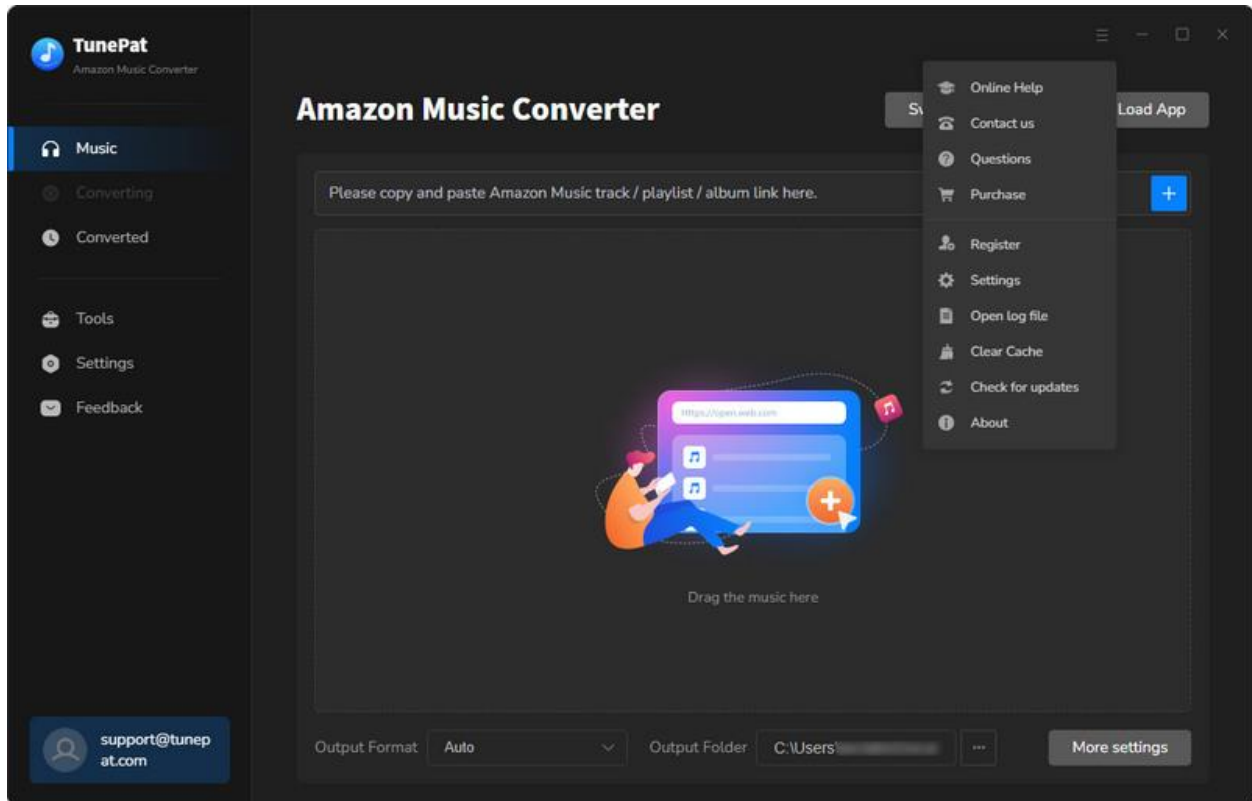 TunePat
Amazon Music Converter
Music
Converting
Converted
Tools
Settings
Feedback
support@tunep
at.com
Amazon Music Converter
Load App
Please copy and paste Amazon Music track / playlist / album link here.
+
Online Help
Contact us
Questions
Purchase
Register
Settings
Open log file
Clear Cache
Check for updates
About
Https://open.web.com
Drag the music here
Output Format Auto Output Folder C:\Users\ ... More settings